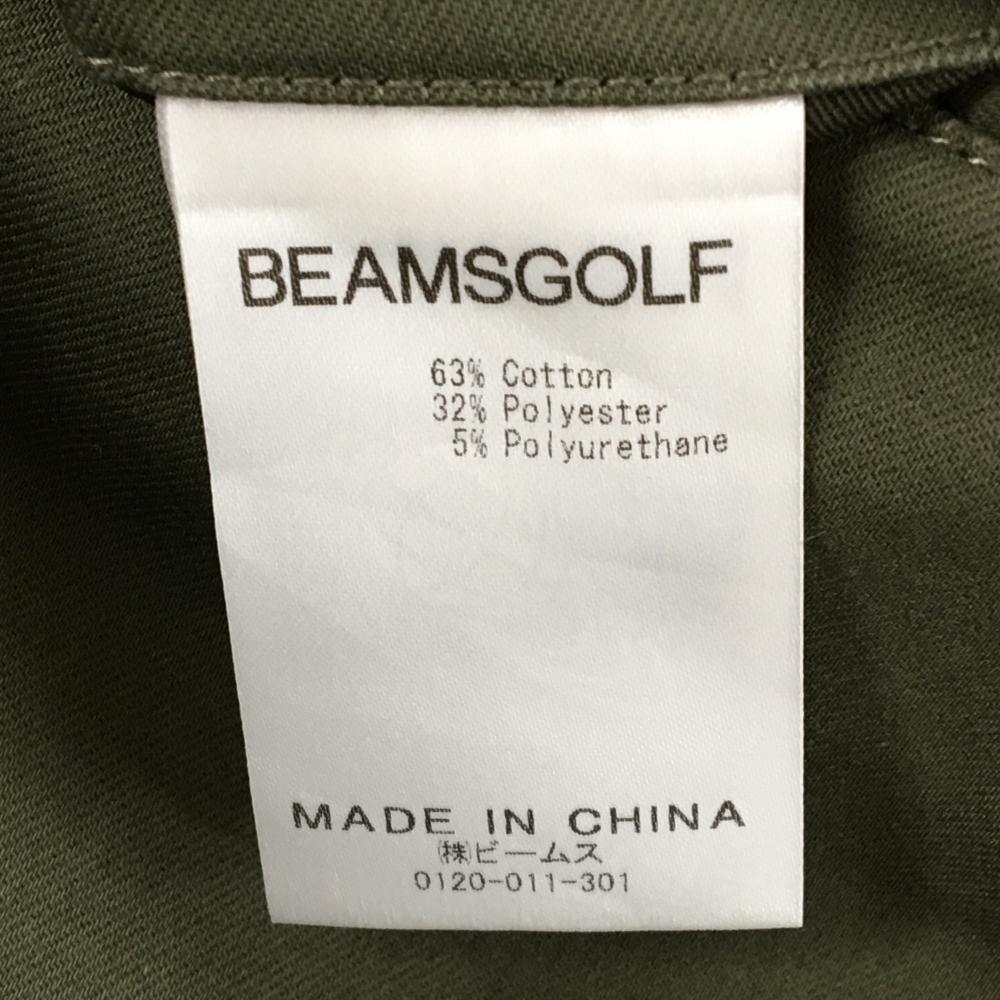 BEAMSGOLF
63% Cotton
32% Polyester
5% Polyurethane
MADE IN CHINA
㈱ビームス
0120-011-301